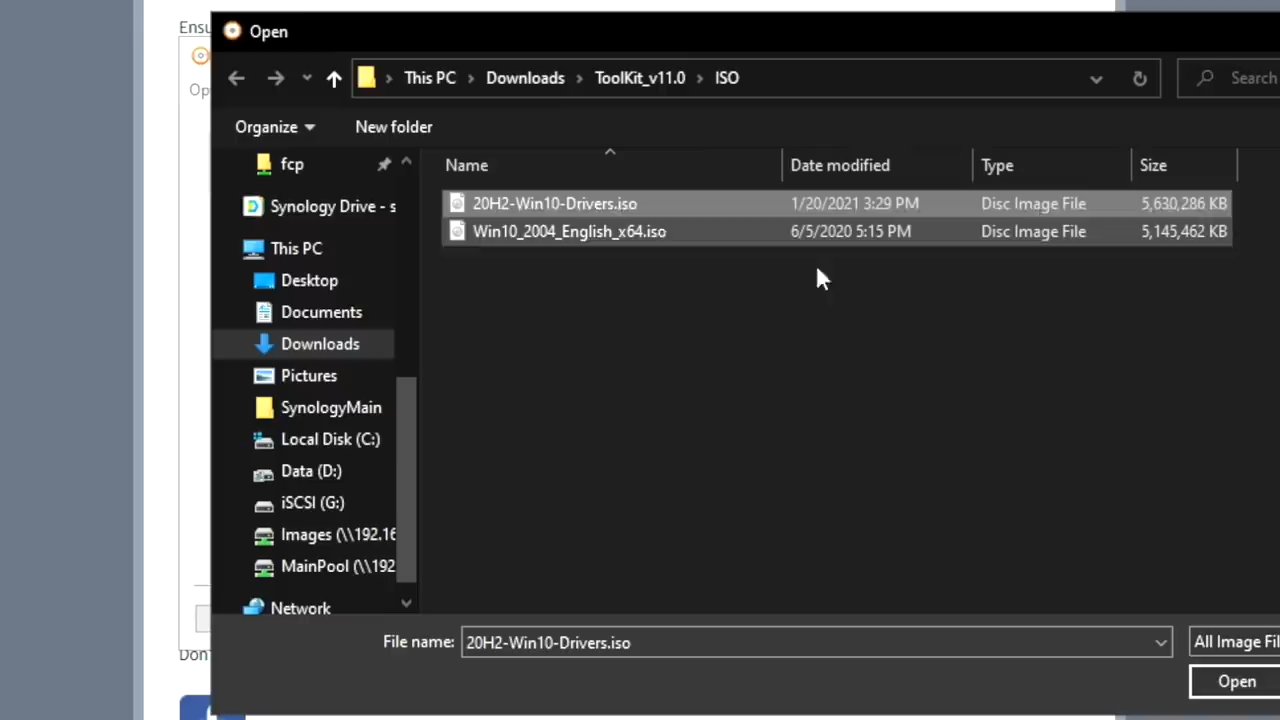 Ensu
Open
Op
This PC > Downloads > ToolKit_v11.0 > ISO
Search
Organize
New folder
Name
Date modified
Type
Size
fcp
20H2-Win10-Drivers.iso 1/20/2021 3:29 PM Disc Image File 5,630,286 KB
Win10_2004_English_x64.iso 6/5/2020 5:15 PM Disc Image File 5,145,462 KB
Synology Drive - s
This PC
Desktop
Documents
Downloads
Pictures
SynologyMain
Local Disk (C:)
Data (D:)
iSCSI (G:)
Images (\\192.16
MainPool (\\192
Network
File name: 20H2-Win10-Drivers.iso
All Image Fil
Open
Don